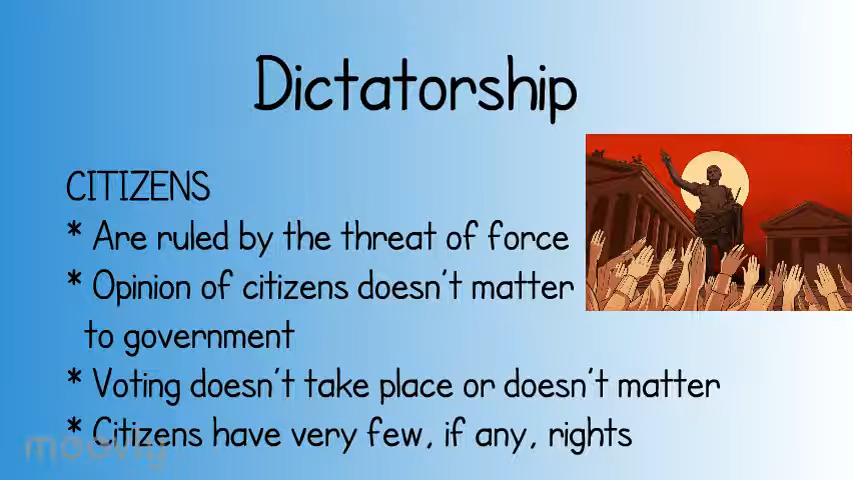 Dictatorship
CITIZENS
* Are ruled by the threat of force
* Opinion of citizens doesn't matter
to government
* Voting doesn't take place or doesn't matter
* Citizens have very few, if any, rights
moovly